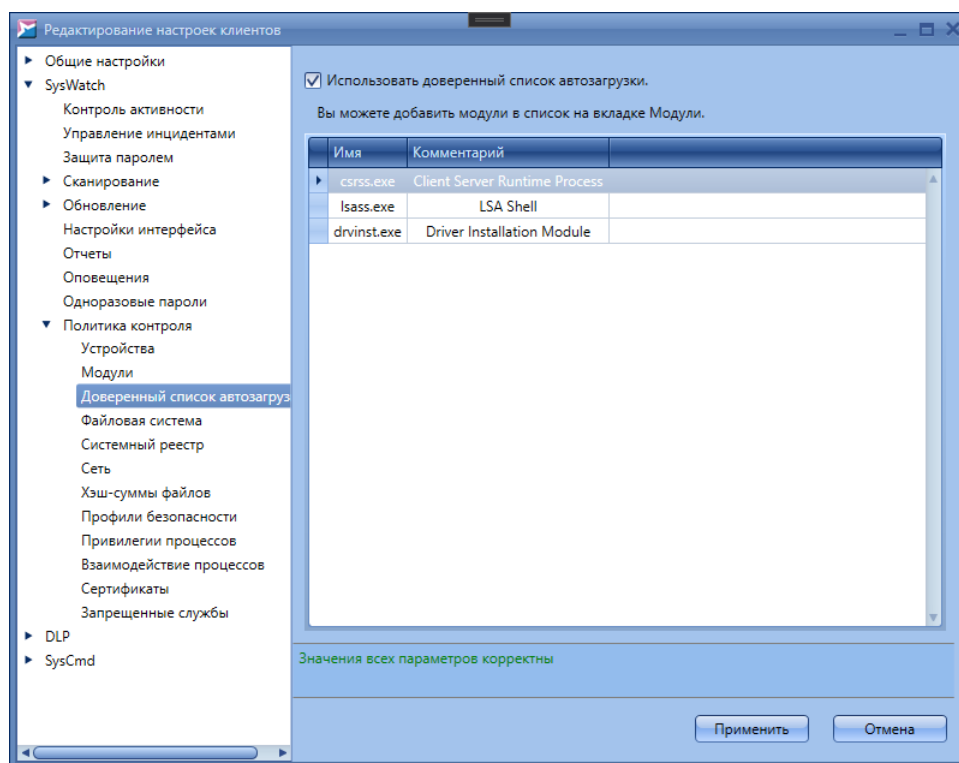 Редактирование настроек клиентов
Общие настройки
SysWatch
Контроль активности
Управление инцидентами
Защита паролем
Сканирование
Обновление
Настройки интерфейса
Отчеты
Оповещения
Одноразовые пароли
Политика контроля
Устройства
Модули
Доверенный список автозагруз
Файловая система
Системный реестр
Сеть
Хэш-суммы файлов
Профили безопасности
Привилегии процессов
Взаимодействие процессов
Сертификаты
Запрещенные службы
DLP
SysCmd
Использовать доверенный список автозагрузки.
Вы можете добавить модули в список на вкладке Модули.
Имя Комментарий
csrss.exe Client Server Runtime Process
lsass.exe LSA Shell
drvinst.exe Driver Installation Module
Значения всех параметров корректны
Применить Отмена